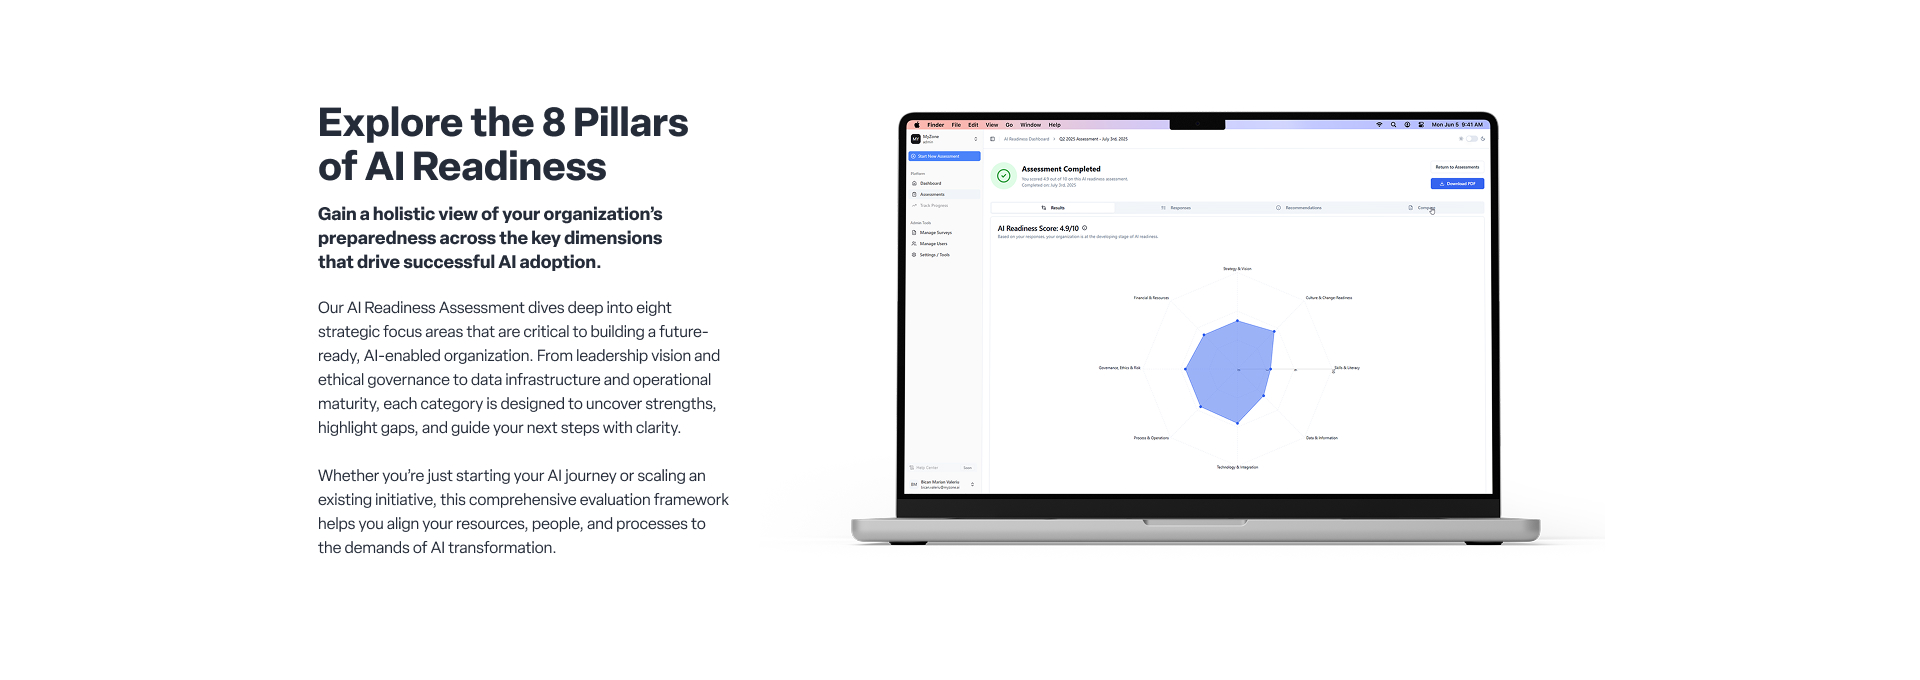 Explore the 8 Pillars
of AI Readiness
Gain a holistic view of your organization’s
preparedness across the key dimensions
that drive successful AI adoption.
Our AI Readiness Assessment dives deep into eight
strategic focus areas that are critical to building a future-
ready, AI-enabled organization. From leadership vision and
ethical governance to data infrastructure and operational
maturity, each category is designed to uncover strengths,
highlight gaps, and guide your next steps with clarity.
Whether you’re just starting your AI journey or scaling an
existing initiative, this comprehensive evaluation framework
helps you align your resources, people, and processes to
the demands of AI transformation.
Finder File Edit View Go Window Help
Mon Jun 5 9:41 AM
MY
MyZone
admin
Start New Assessment
Platform
Dashboard
Assessments
Track Progress
Admin Tools
Manage Surveys
Manage Users
Settings / Tools
Help Center
Soon
BM
Bican Marian Valeriu
bican.valeriu@myzone.ai
AI Readiness Dashboard > Q2 2025 Assessment - July 3rd, 2025
Assessment Completed
You scored 4.9 out of 10 on this AI readiness assessment.
Completed on: July 3rd, 2025
Return to Assessments
Download PDF
Results
Responses
Recommendations
AI Readiness Score: 4.9/10
Based on your responses, your organization is at the developing stage of AI readiness.
Strategy & Vision
Financial & Resources
Culture & Change Readiness
Governance, Ethics & Risk
Skills & Literacy
Process & Operations
Data & Information
Technology & Integration